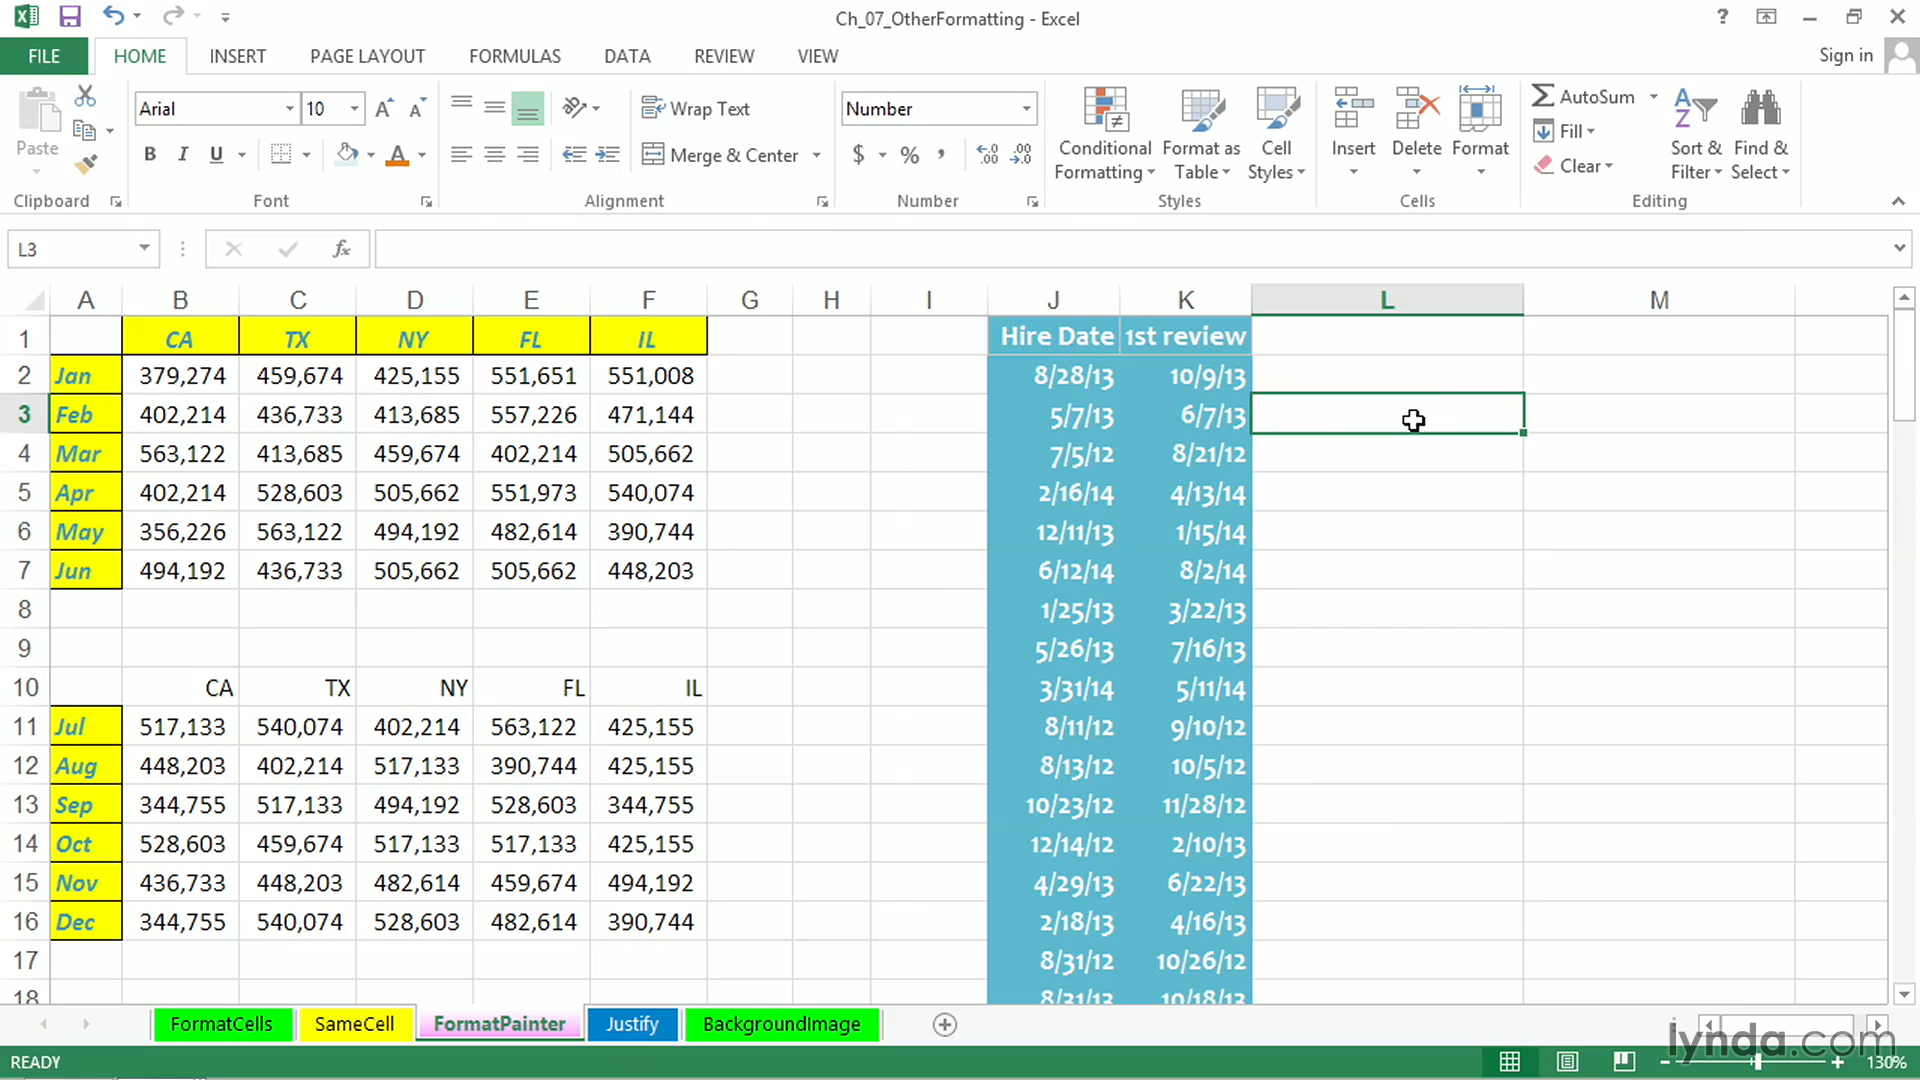 Ch_07_OtherFormatting - Excel
?
FILE HOME INSERT PAGE LAYOUT FORMULAS DATA REVIEW VIEW Sign in
Arial 10 Wrap Text Number AutoSum
Paste B I U Merge & Center $ % , Conditional Formatting Format as Table Cell Styles Insert Delete Format Fill Clear Sort & Filter Find & Select
Clipboard Font Alignment Number Styles Cells Editing
L3 fx
A B C D E F G H I J K L M
1 CA TX NY FL IL Hire Date 1st review
2 Jan 379,274 459,674 425,155 551,651 551,008 8/28/13 10/9/13
3 Feb 402,214 436,733 413,685 557,226 471,144 5/7/13 6/7/13
4 Mar 563,122 413,685 459,674 402,214 505,662 7/5/12 8/21/12
5 Apr 402,214 528,603 505,662 551,973 540,074 2/16/14 4/13/14
6 May 356,226 563,122 494,192 482,614 390,744 12/11/13 1/15/14
7 Jun 494,192 436,733 505,662 505,662 448,203 6/12/14 8/2/14
8 1/25/13 3/22/13
9 5/26/13 7/16/13
10 CA TX NY FL IL 3/31/14 5/11/14
11 Jul 517,133 540,074 402,214 563,122 425,155 8/11/12 9/10/12
12 Aug 448,203 402,214 517,133 390,744 425,155 8/13/12 10/5/12
13 Sep 344,755 517,133 494,192 528,603 344,755 10/23/12 11/28/12
14 Oct 528,603 459,674 517,133 517,133 425,155 12/14/12 2/10/13
15 Nov 436,733 448,203 482,614 459,674 494,192 4/29/13 6/22/13
16 Dec 344,755 540,074 528,603 482,614 390,744 2/18/13 4/16/13
17 8/31/12 10/26/12
18 8/31/13 10/18/13
FormatCells SameCell FormatPainter Justify BackgroundImage
lynda.com
READY 130%